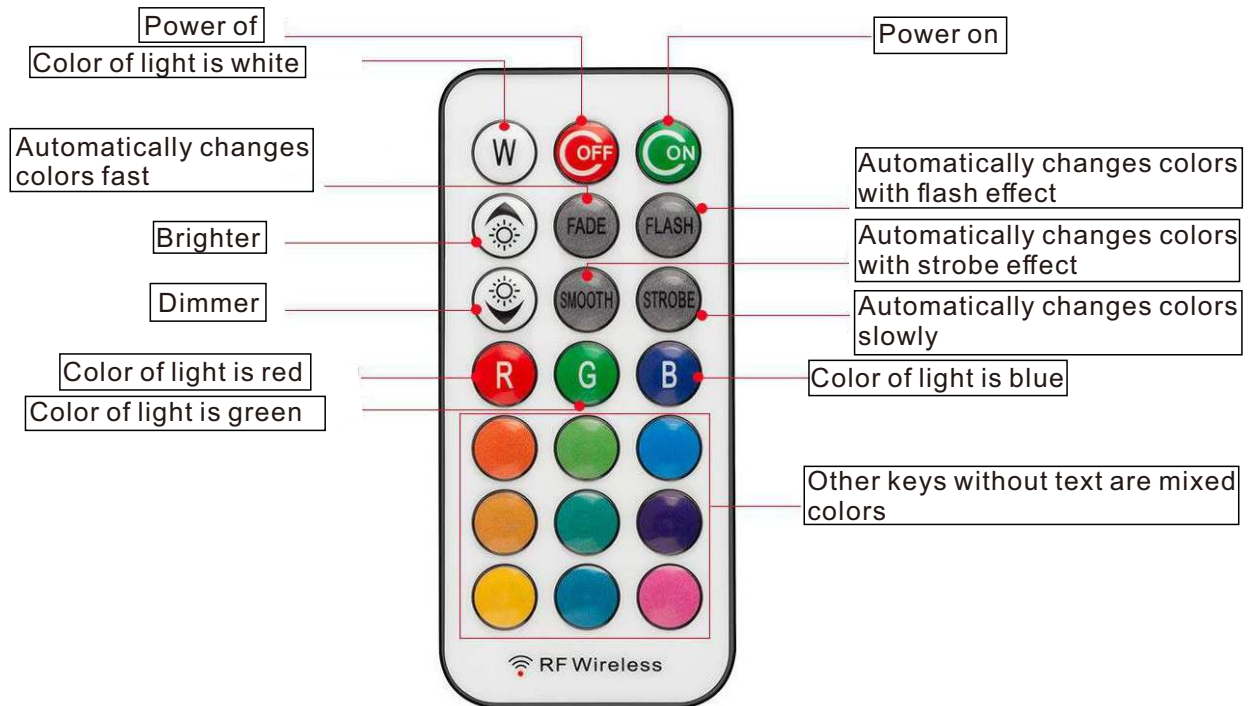 Power of
Power on
Color of light is white
W
OFF
ON
Automatically changes
colors fast
Automatically changes colors
with flash effect
FADE
FLASH
Brighter
Automatically changes colors
with strobe effect
Dimmer
SMOOTH
STROBE
Automatically changes colors
slowly
Color of light is red
R
G
B
Color of light is blue
Color of light is green
Other keys without text are mixed
colors
RF Wireless